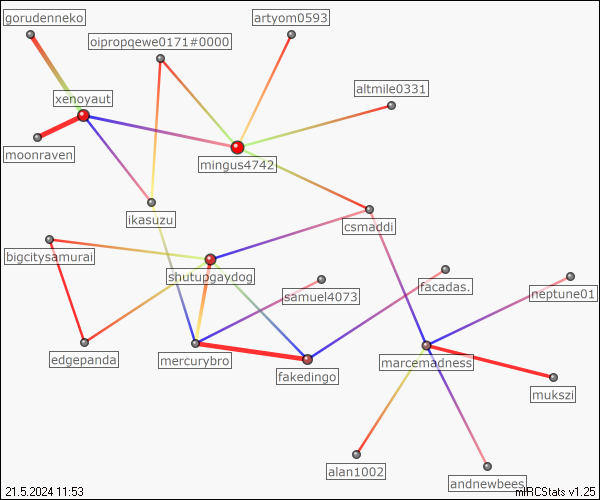 gorudenneko
artyom0593
oipropqewe0171#0000
altmile0331
xenoyaut
moonraven
mingus4742
ikasuzu
csmaddi
bigcitysamurai
shutupgaydog
samuel4073
facadas.
neptune01
edgepanda
mercurybro
fakedingo
marcemadness
mukszi
alan1002
andnewbees
21.5.2024 11:53
mIRCStats v1.25